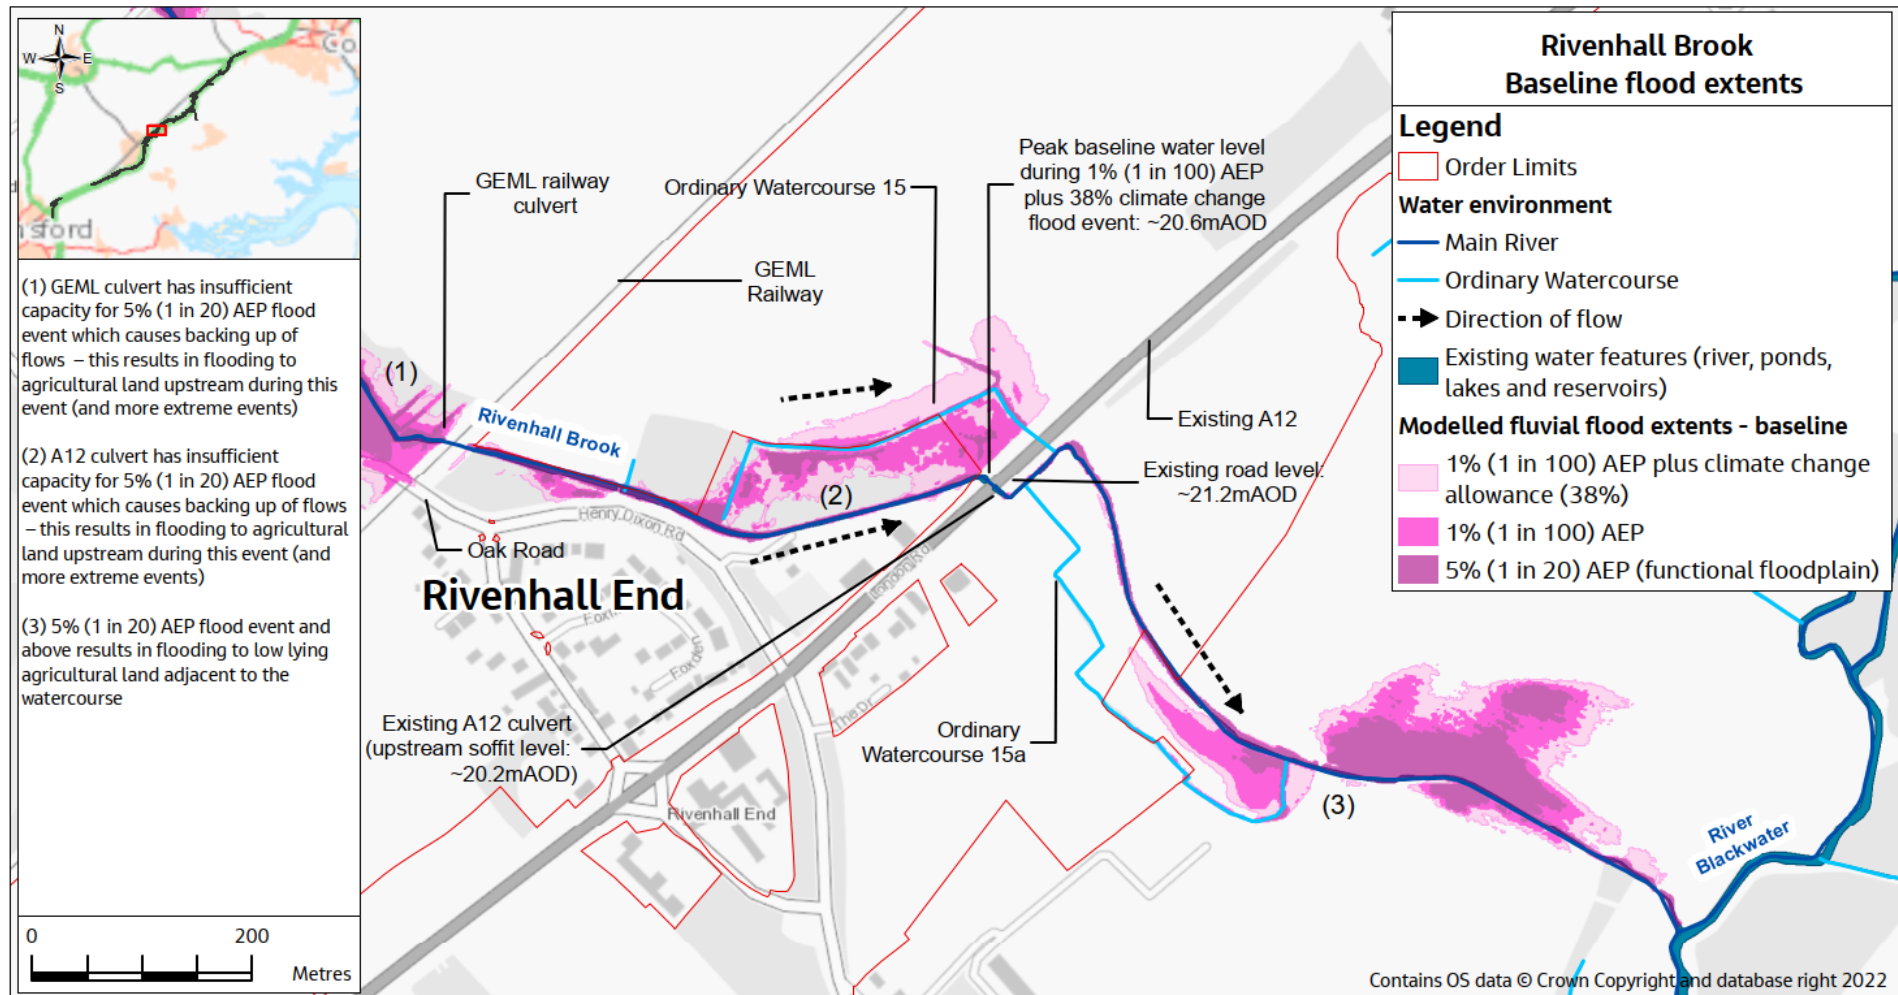 N
W
E
S
Co
nsford
(1) GEML culvert has insufficient
capacity for 5% (1 in 20) AEP flood
event which causes backing up of
flows – this results in flooding to
agricultural land upstream during this
event (and more extreme events)
(2) A12 culvert has insufficient
capacity for 5% (1 in 20) AEP flood
event which causes backing up of flows
– this results in flooding to agricultural
land upstream during this event (and
more extreme events)
(3) 5% (1 in 20) AEP flood event and
above results in flooding to low lying
agricultural land adjacent to the
watercourse
0
200
Metres
(1)
GEML railway
culvert
Ordinary Watercourse 15
Peak baseline water level
during 1% (1 in 100) AEP
plus 38% climate change
flood event: ~20.6mAOD
GEML
Railway
Rivenhall Brook
Existing A12
Existing road level:
~21.2mAOD
(2)
Henry Dixon Rd
Oak Road
Rivenhall End
London Rd
Foxden
The Dr
Existing A12 culvert
(upstream soffit level:
~20.2mAOD)
Ordinary
Watercourse 15a
Rivenhall End
(3)
River
Blackwater
Rivenhall Brook
Baseline flood extents
Legend
Order Limits
Water environment
Main River
Ordinary Watercourse
Direction of flow
Existing water features (river, ponds,
lakes and reservoirs)
Modelled fluvial flood extents - baseline
1% (1 in 100) AEP plus climate change
allowance (38%)
1% (1 in 100) AEP
5% (1 in 20) AEP (functional floodplain)
Contains OS data © Crown Copyright and database right 2022